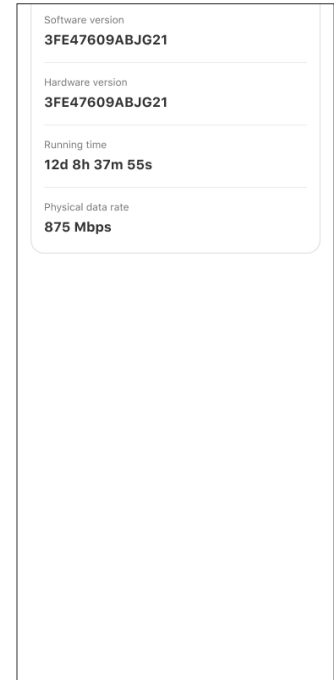 Software version
3FE47609ABJG21
Hardware version
3FE47609ABJG21
Running time
12d 8h 37m 55s
Physical data rate
875 Mbps